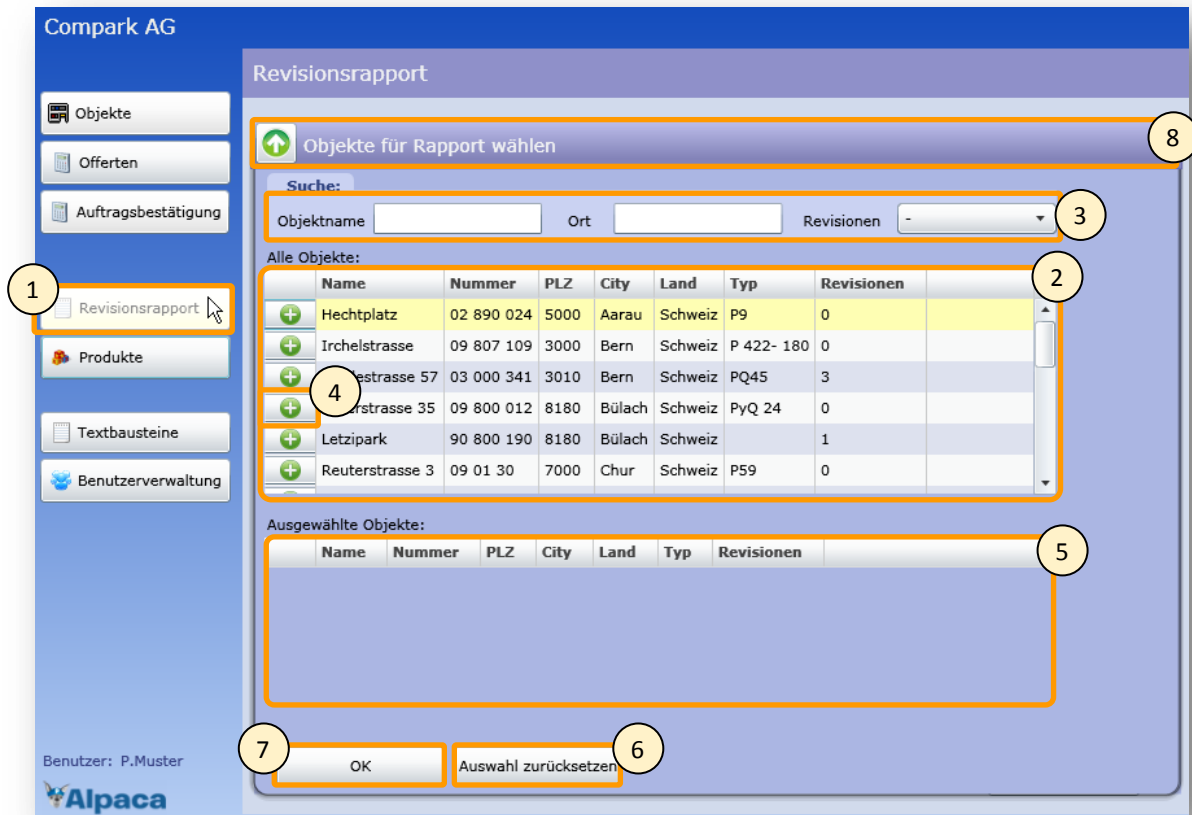 Compark AG
Revisionsrapport
Objekte
Offerten
Auftragsbestätigung
1
Revisionsrapport
Produkte
Textbausteine
Benutzerverwaltung
Benutzer: P.Muster
Alpaca
Objekte für Rapport wählen 8
Suche:
Objektname Ort Revisionen - 3
Alle Objekte:
2
Name Nummer PLZ City Land Typ Revisionen
Hechtplatz 02 890 024 5000 Aarau Schweiz P9 0
Irchelstrasse 09 807 109 3000 Bern Schweiz P 422- 180 0
57 03 000 341 3010 Bern Schweiz PQ45 3
4
35 09 800 012 8180 Bülach Schweiz PyQ 24 0
Letzipark 90 800 190 8180 Bülach Schweiz 1
Reuterstrasse 3 09 01 30 7000 Chur Schweiz P59 0
Ausgewählte Objekte:
Name Nummer PLZ City Land Typ Revisionen 5
7 6
OK Auswahl zurücksetzen